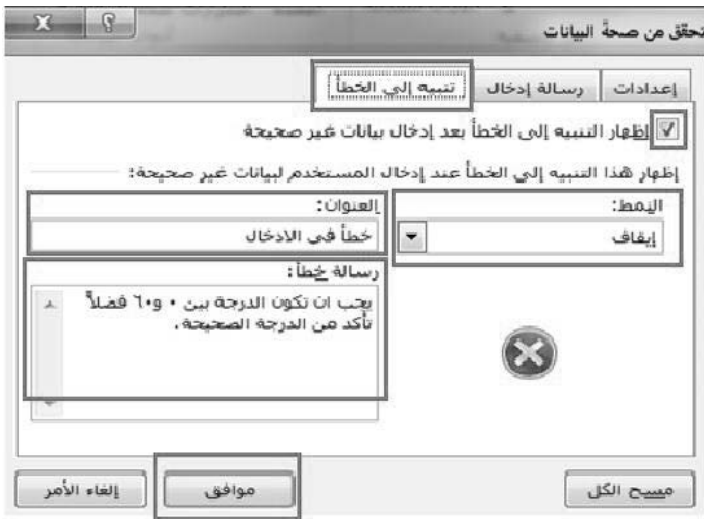 تحقق من صحة البيانات
إعدادات
رسالة إدخال
تنبيه إلى الخطأ
إظهار التنبيه إلى الخطأ بعد إدخال بيانات غير صحيحة
إظهار هذا التنبيه إلى الخطأ عند إدخال المستخدم لبيانات غير صحيحة:
النمط:
إيقاف
العنوان:
خطأ في الادخال
رسالة خطأ:
يجب ان تكون الدرجة بين ٠ و٦٠ فضلاً
تأكد من الدرجة الصحيحة.
مسح الكل
موافق
إلغاء الأمر